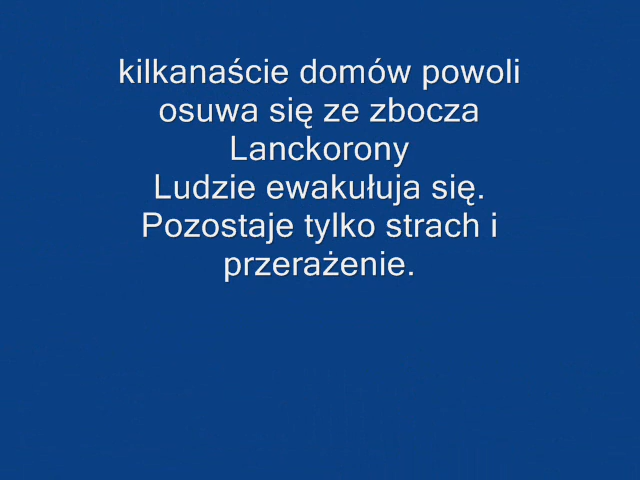 kilkanaście domów powoli
osuwa się ze zbocza
Lanckorony
Ludzie ewakułuja się.
Pozostaje tylko strach i
przerażenie.